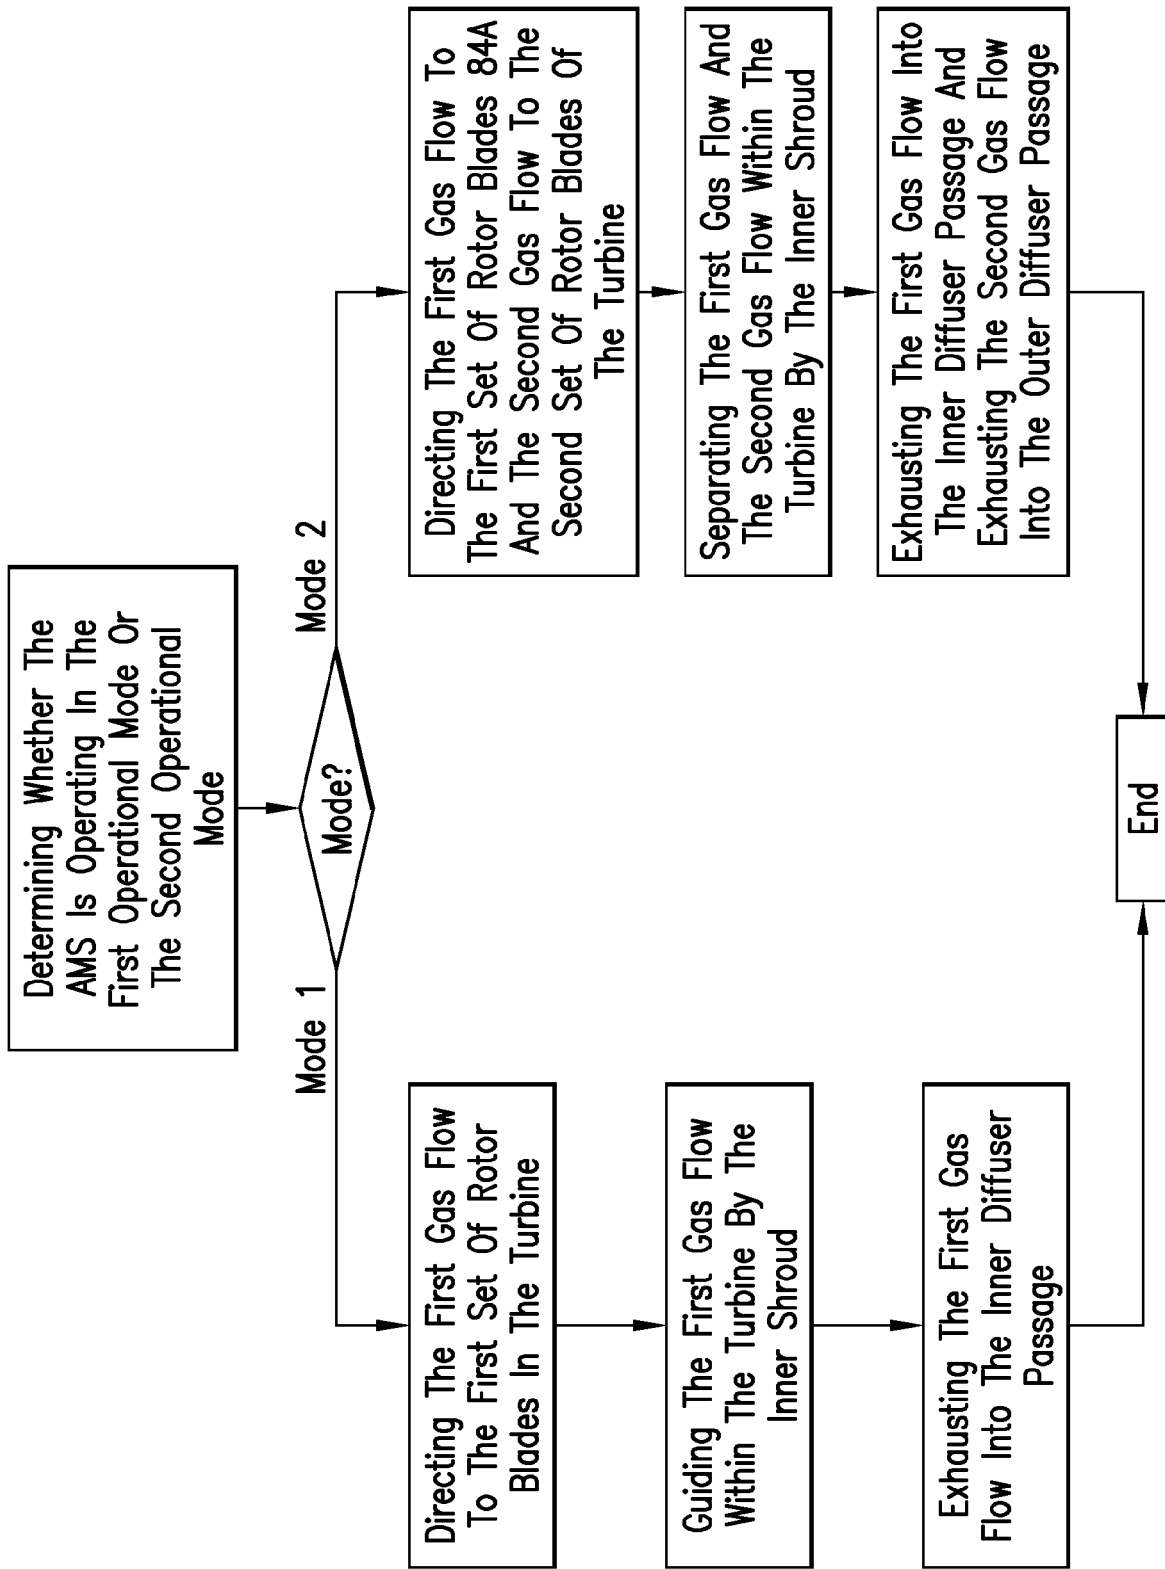 Determining Whether The
AMS Is Operating In The
First Operational Mode Or
The Second Operational
Mode
Mode?
Mode 1
Mode 2
Directing The First Gas Flow
To The First Set Of Rotor
Blades In The Turbine
Guiding The First Gas Flow
Within The Turbine By The
Inner Shroud
Exhausting The First Gas
Flow Into The Inner Diffuser
Passage
Directing The First Gas Flow To
The First Set Of Rotor Blades 84A
And The Second Gas Flow To The
Second Set Of Rotor Blades Of
The Turbine
Separating The First Gas Flow And
The Second Gas Flow Within The
Turbine By The Inner Shroud
Exhausting The First Gas Flow Into
The Inner Diffuser Passage And
Exhausting The Second Gas Flow
Into The Outer Diffuser Passage
End